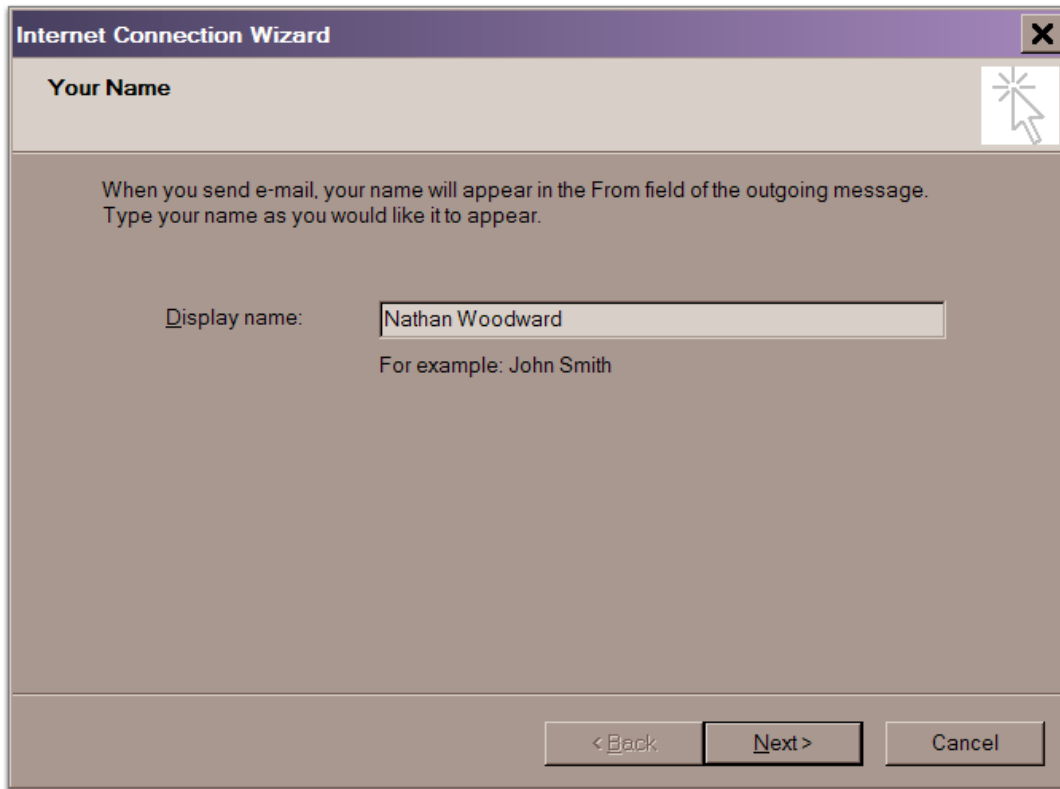 Internet Connection Wizard
Your Name
When you send e-mail, your name will appear in the From field of the outgoing message.
Type your name as you would like it to appear.
Display name: Nathan Woodward
For example: John Smith
< Back Next > Cancel